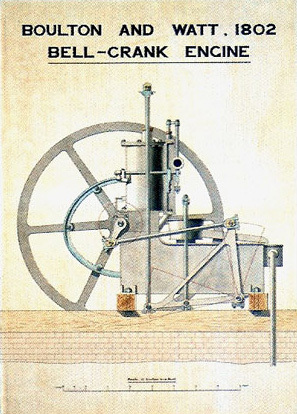 BOULTON AND WATT. 1802
BELL-CRANK ENGINE